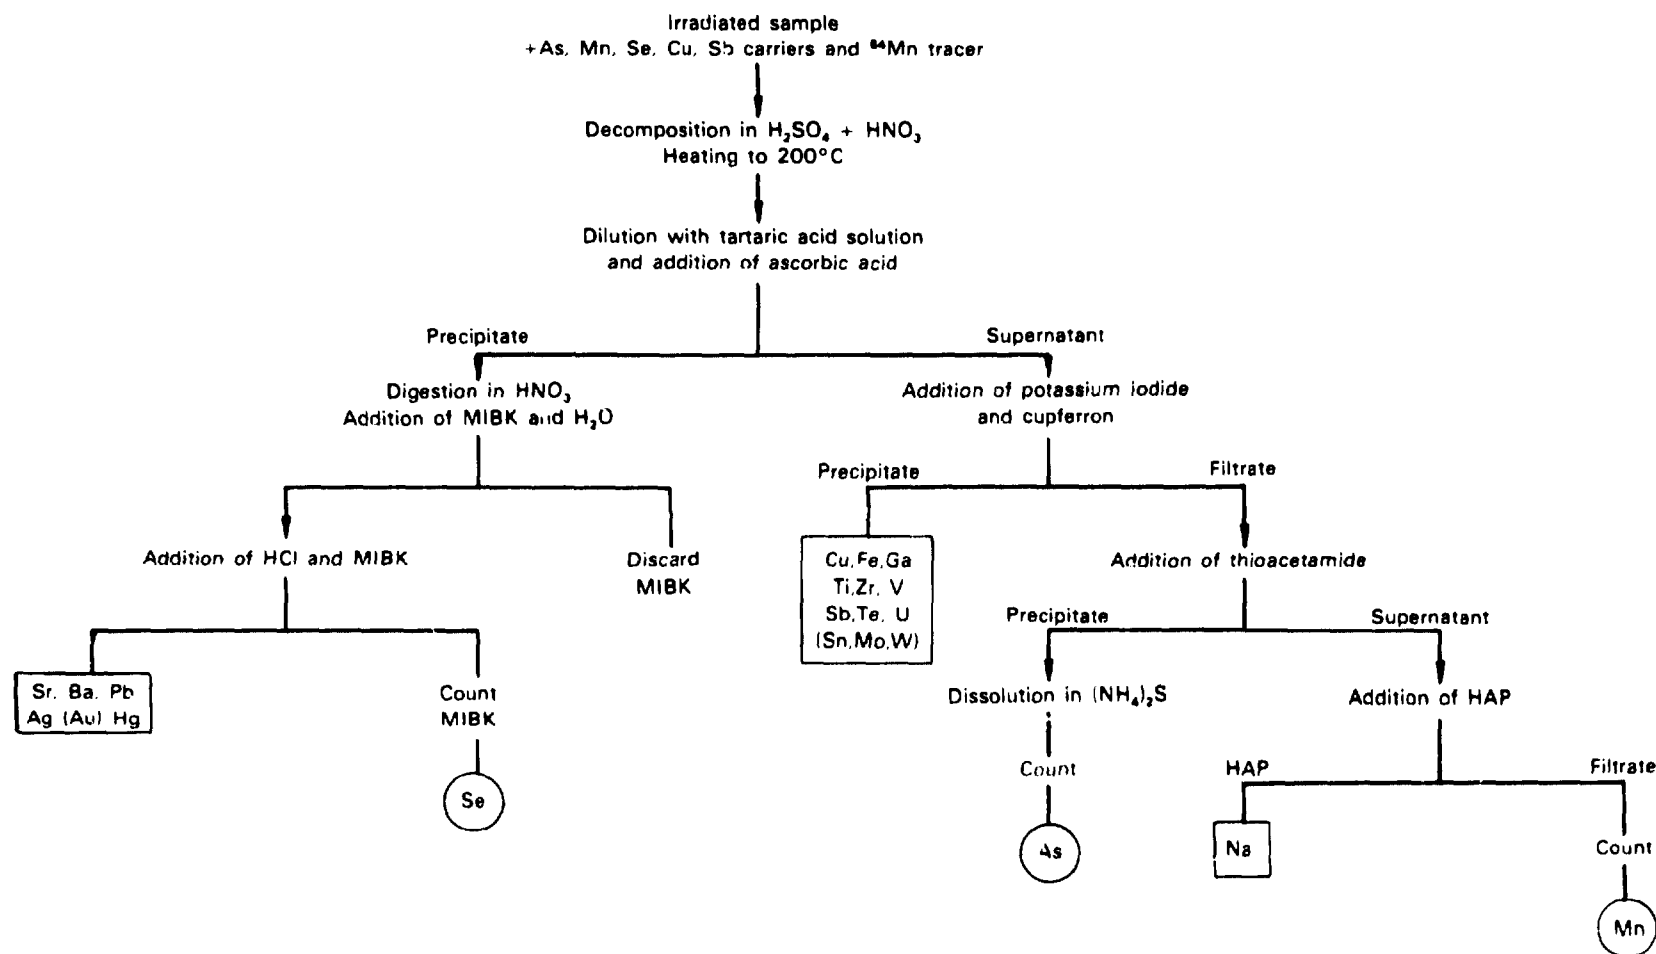 Irradiated sample
+As, Mn, Se, Cu, Sb carriers and ⁵⁴Mn tracer
Decomposition in H₂SO₄ + HNO₃
Heating to 200°C
Dilution with tartaric acid solution
and addition of ascorbic acid
Precipitate
Supernatant
Digestion in HNO₃
Addition of MIBK and H₂O
Addition of potassium iodide
and cupferron
Precipitate
Filtrate
Addition of HCl and MIBK
Discard
MIBK
Cu, Fe, Ga
Ti, Zr, V
Sb, Te, U
(Sn, Mo, W)
Addition of thioacetamide
Precipitate
Supernatant
Sr. Ba. Pb
Ag (Au) Hg
Count
MIBK
Dissolution in (NH₄)₂S
Addition of HAP
Se
Count
HAP
Filtrate
As
Na
Count
Mn